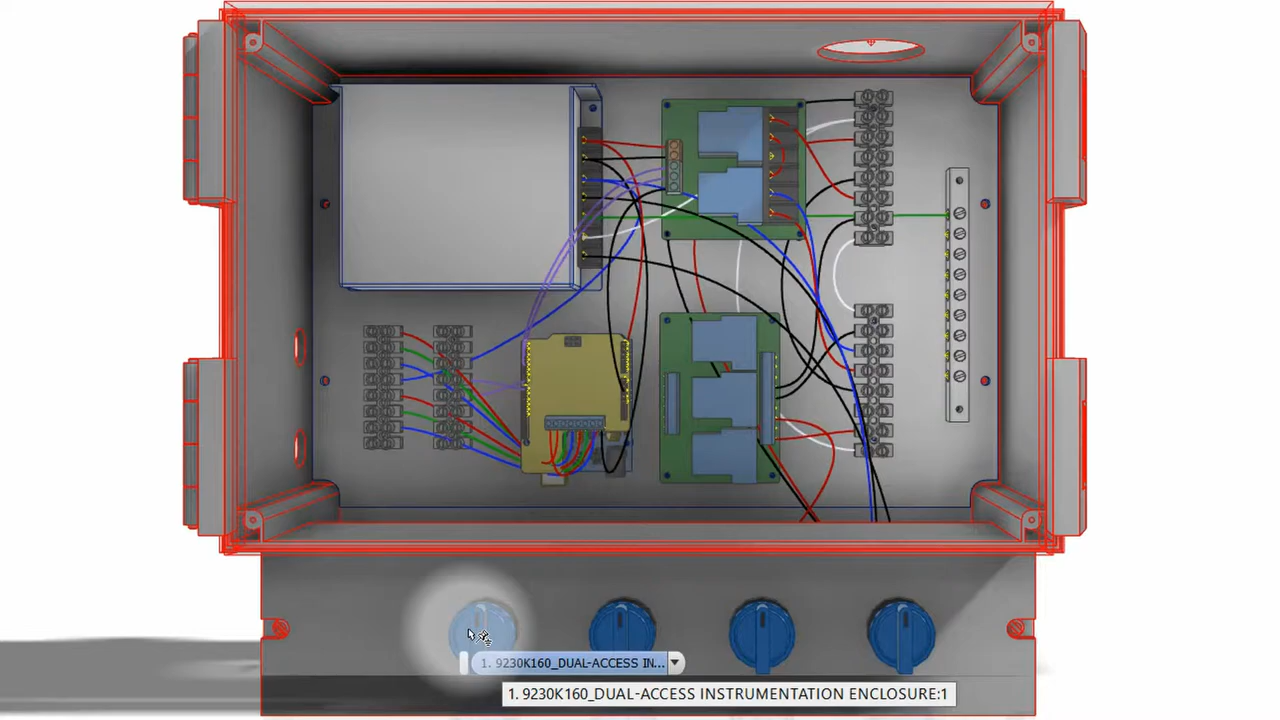 1. 9230K160_DUAL-ACCESS IN...
1. 9230K160_DUAL-ACCESS INSTRUMENTATION ENCLOSURE:1